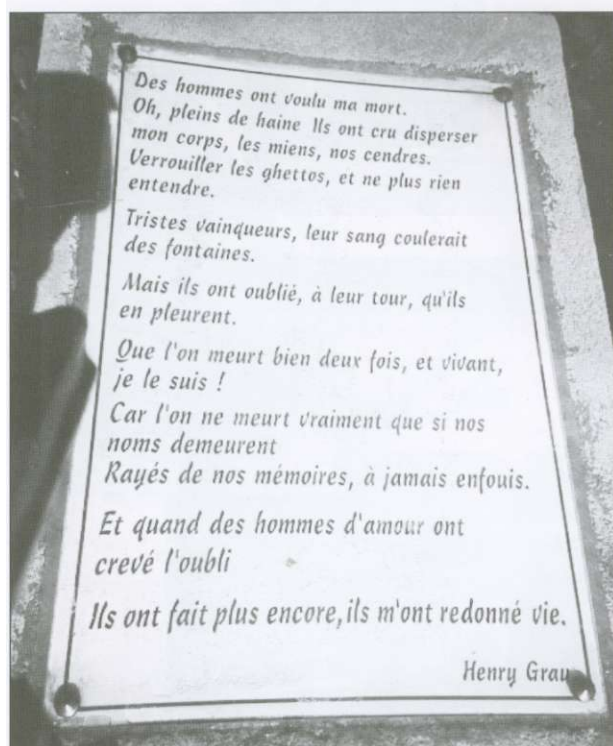 Des hommes ont voulu ma mort.
Oh, pleins de haine Ils ont cru disperser
mon corps, les miens, nos cendres.
Verrouiller les ghettos, et ne plus rien
entendre.
Tristes vainqueurs, leur sang coulerait
des fontaines.
Mais ils ont oublié, à leur tour, qu'ils
en pleurent.
Que l'on meurt bien deux fois, et vivant,
je le suis !
Car l'on ne meurt vraiment que si nos
noms demeurent
Rayés de nos mémoires, à jamais enfouis.
Et quand des hommes d'amour ont
crevé l'oubli
Ils ont fait plus encore, ils m'ont redonné vie.
Henry Grau